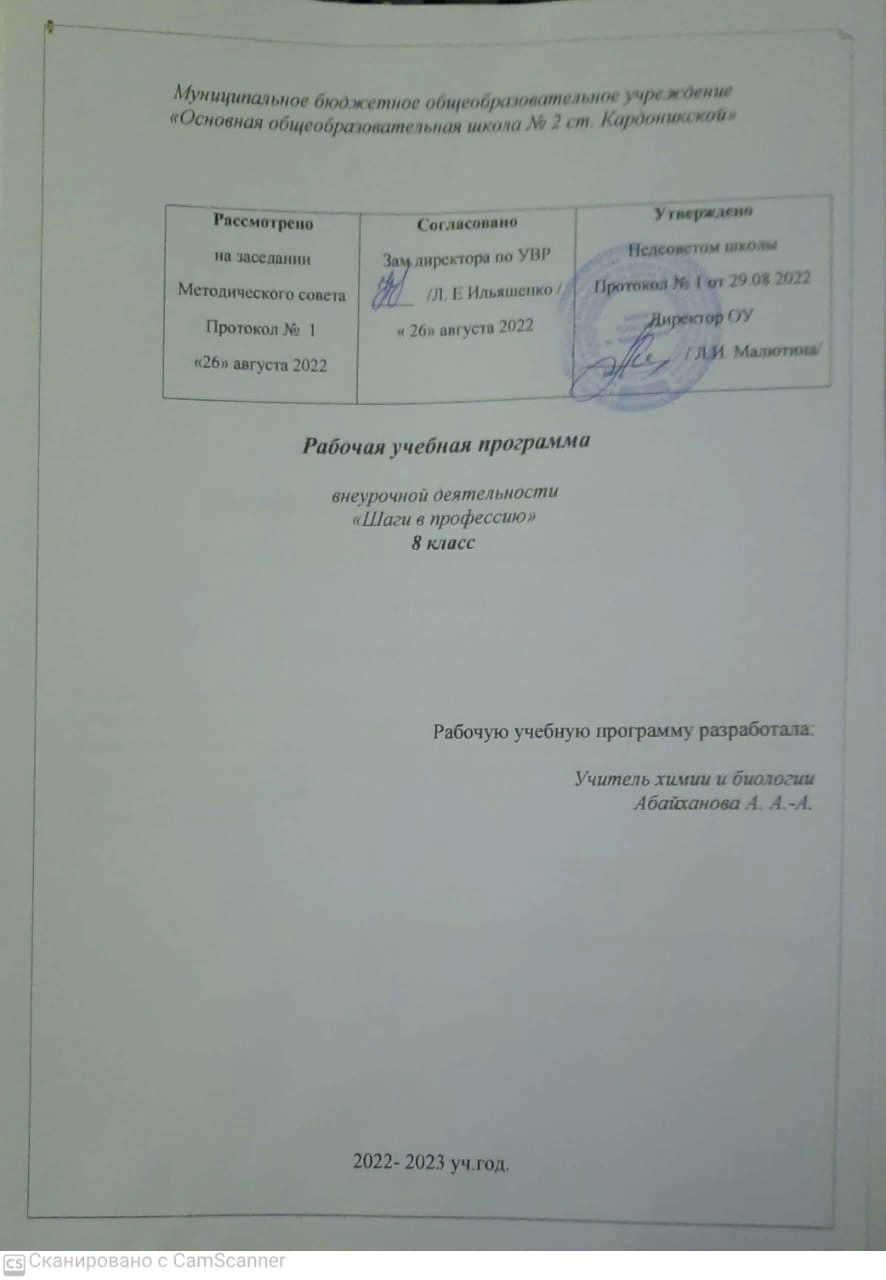 Муниципальное бюджетное общеобразовательное учреждение
«Основная общеобразовательная школа № 2 ст. Кардоникской»
Рассмотрено
на заседании
Методического совета
Протокол № 1
«26» августа 2022
Согласовано
Зам.директора по УВР
/Л. Е Ильяшенко /
« 26» августа 2022
Утверждено
Педсоветом школы
Протокол № 1 от 29.08 2022
Директор ОУ
/ Л.И. Малютина/
Рабочая учебная программа
внеурочной деятельности
«Шаги в профессию»
8 класс
Рабочую учебную программу разработала:
Учитель химии и биологии
Абайханова А. А.-А.
2022- 2023 уч.год.
CS Сканировано с CamScanner